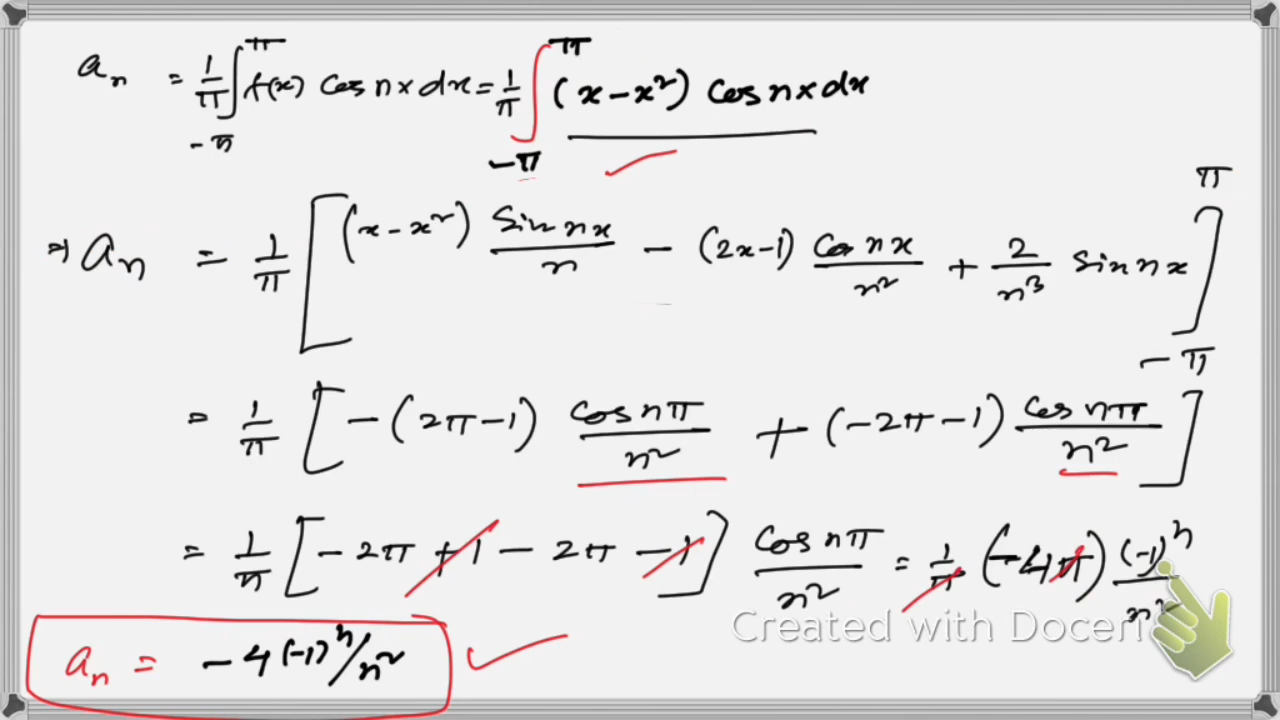 aₙ = 1/π ∫_{-π}^{π} f(x) cos nx dx = 1/π ∫_{-π}^{π} (x - x²) cos nx dx
⇒ aₙ = 1/π [ (x - x²) Sin nx/n - (2x-1) Cos nx/n² + 2/n³ Sin nx ]_{-π}^{π}
= 1/π [ -(2π-1) Cos nπ/n² + (-2π-1) Cos nπ/n² ]
= 1/π [ -2π +1 - 2π -1 ] Cos nπ/n² = 1/π (-4π) (-1)ⁿ/n²
Created with Doceri
aₙ = -4(-1)ⁿ/n²